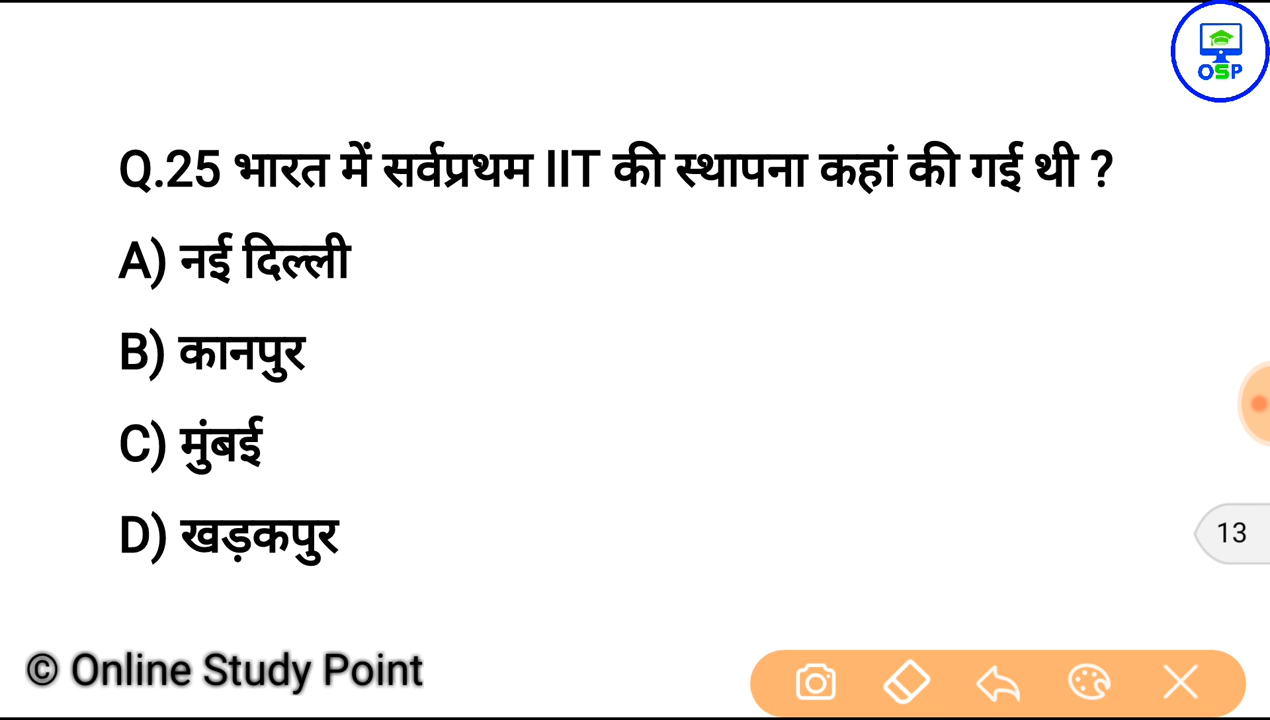 OSP
Q.25 भारत में सर्वप्रथम IIT की स्थापना कहां की गई थी ?
A) नई दिल्ली
B) कानपुर
C) मुंबई
D) खड़कपुर
13
© Online Study Point